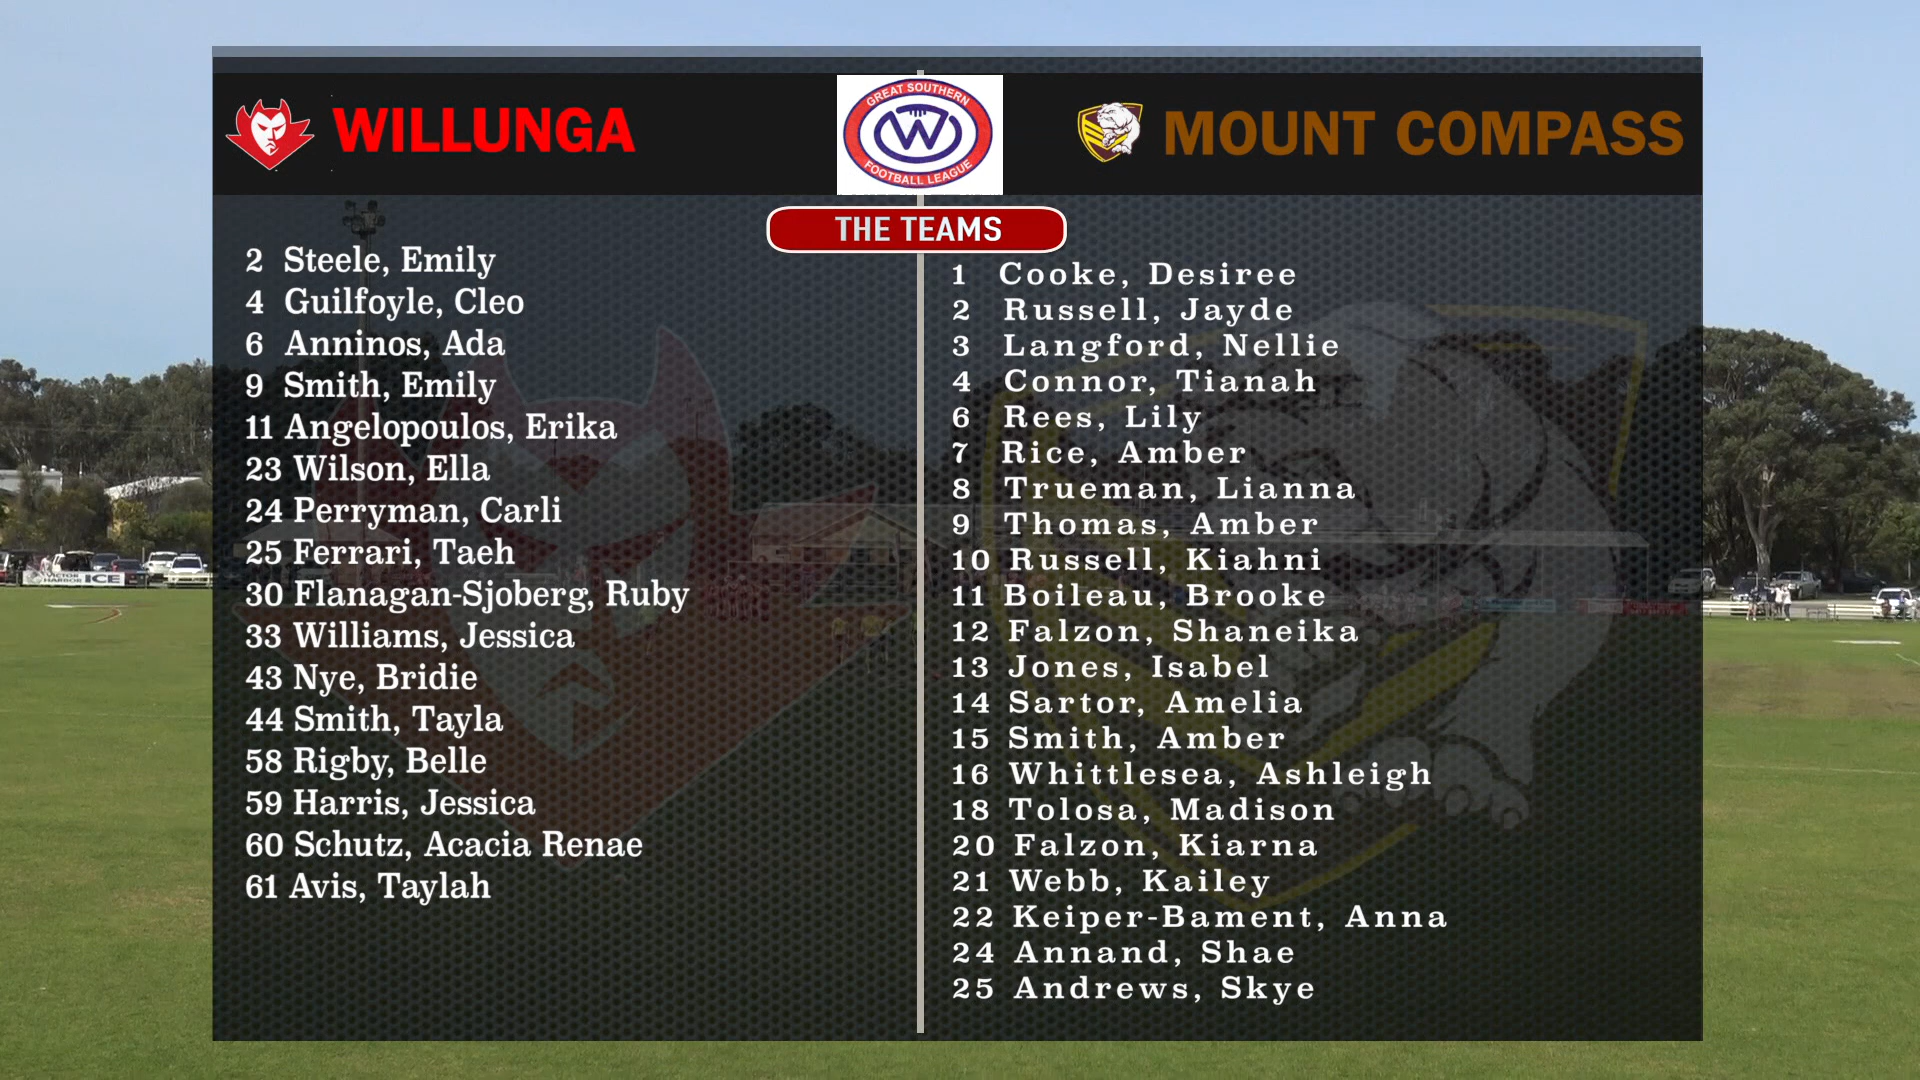 WILLUNGA
GREAT SOUTHERN
W
FOOTBALL LEAGUE
MOUNT COMPASS
THE TEAMS
2 Steele, Emily
4 Guilfoyle, Cleo
6 Anninos, Ada
9 Smith, Emily
11 Angelopoulos, Erika
23 Wilson, Ella
24 Perryman, Carli
25 Ferrari, Taeh
30 Flanagan-Sjoberg, Ruby
33 Williams, Jessica
43 Nye, Bridie
44 Smith, Tayla
58 Rigby, Belle
59 Harris, Jessica
60 Schutz, Acacia Renae
61 Avis, Taylah
1 Cooke, Desiree
2 Russell, Jayde
3 Langford, Nellie
4 Connor, Tianah
6 Rees, Lily
7 Rice, Amber
8 Trueman, Lianna
9 Thomas, Amber
10 Russell, Kiahni
11 Boileau, Brooke
12 Falzon, Shaneika
13 Jones, Isabel
14 Sartor, Amelia
15 Smith, Amber
16 Whittlesea, Ashleigh
18 Tolosa, Madison
20 Falzon, Kiarna
21 Webb, Kailey
22 Keiper-Bament, Anna
24 Annand, Shae
25 Andrews, Skye
VICTOR HARBOR ICE